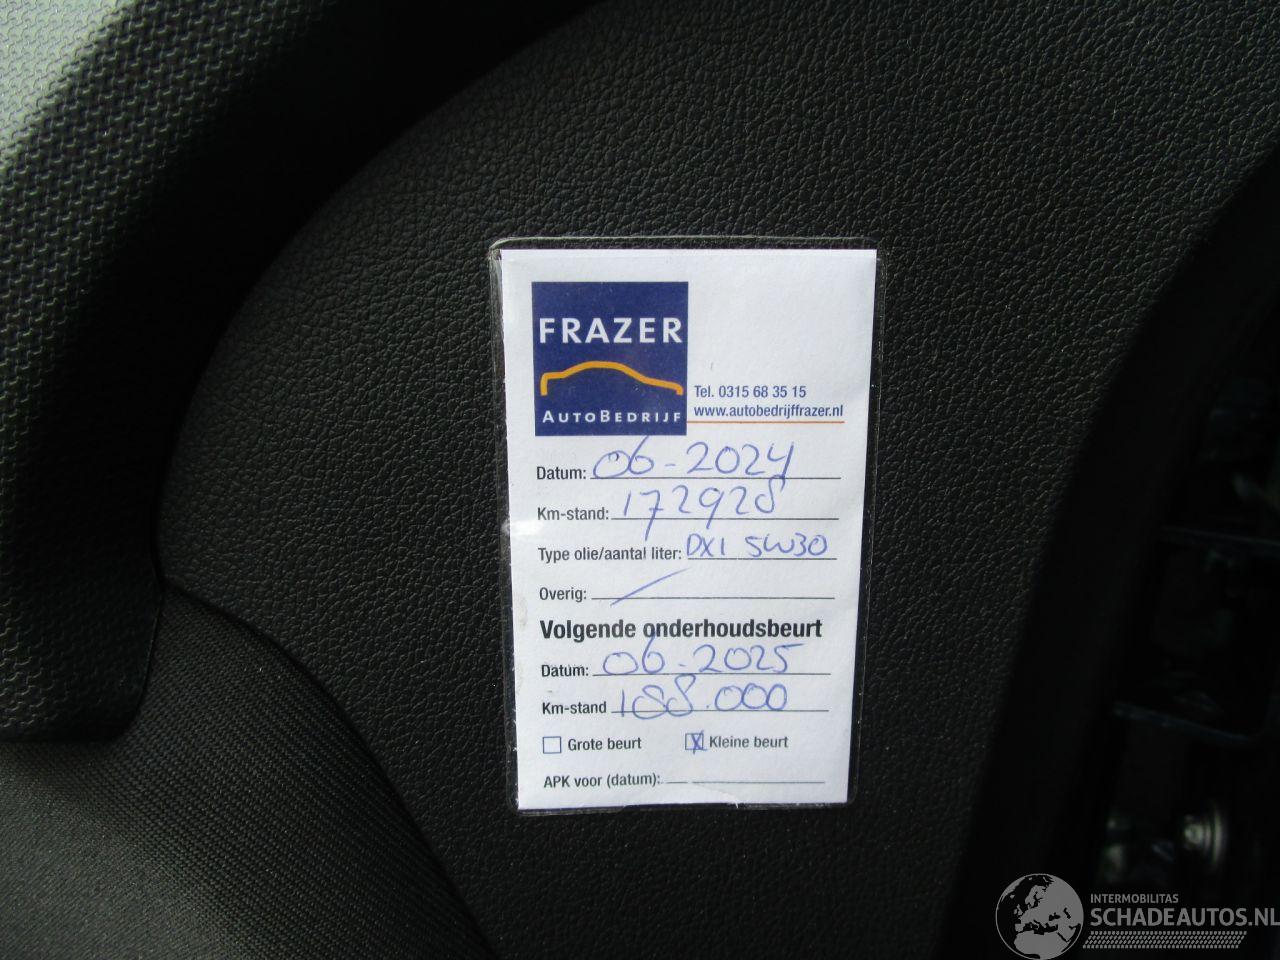 FRAZER
AUTOBEDRIJF
Tel. 0315 68 35 15
www.autobedrijffrazer.nl
Datum: 06-2024
Km-stand: 172928
Type olie/aantal liter: DX1 5W30
Overig:
Volgende onderhoudsbeurt
Datum: 06-2025
Km-stand 188.000
Grote beurt Kleine beurt
APK voor (datum):
INTERMOBILITAS
SCHADEAUTOS.NL